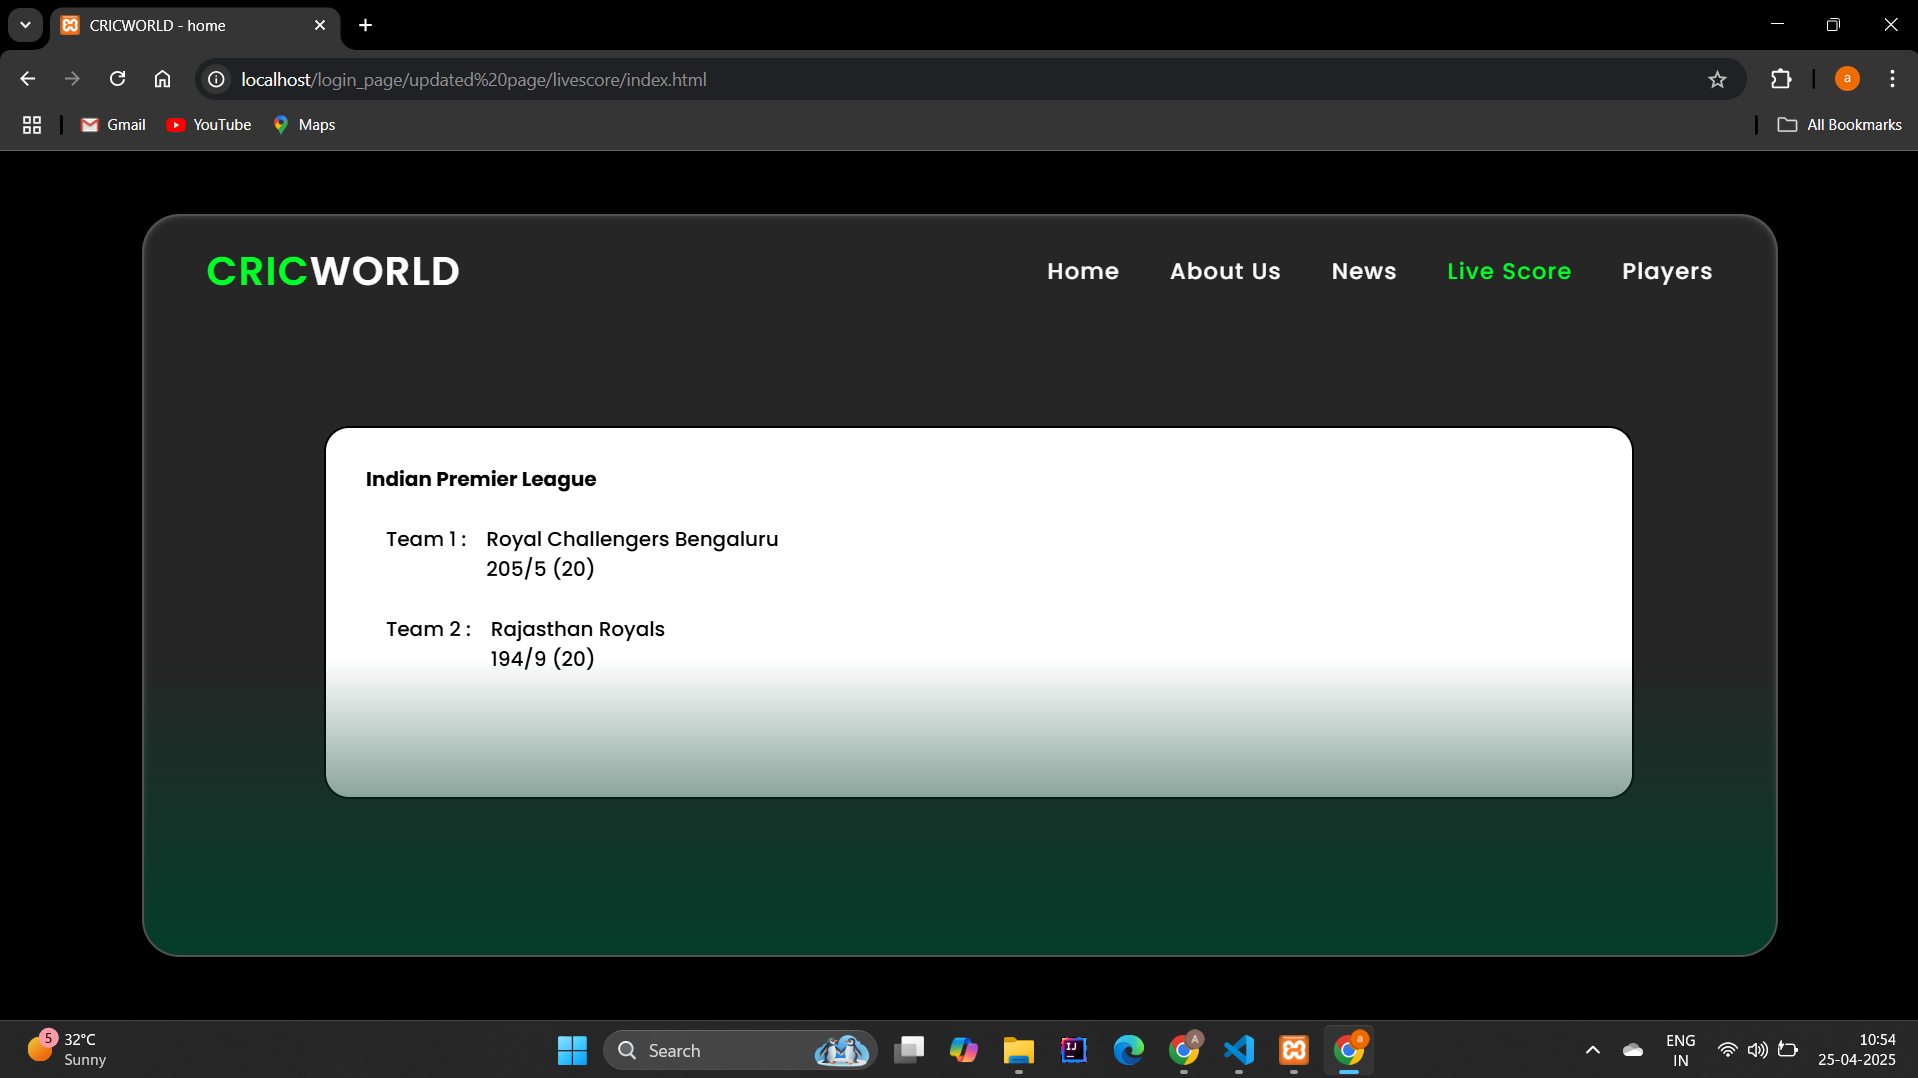 CRICWORLD - home
localhost/login_page/updated%20page/livescore/index.html
a
Gmail
YouTube
Maps
All Bookmarks
CRICWORLD
Home
About Us
News
Live Score
Players
Indian Premier League
Team 1 : Royal Challengers Bengaluru
205/5 (20)
Team 2 : Rajasthan Royals
194/9 (20)
5
32°C
Sunny
Search
IJ
A
a
ENG
IN
10:54
25-04-2025